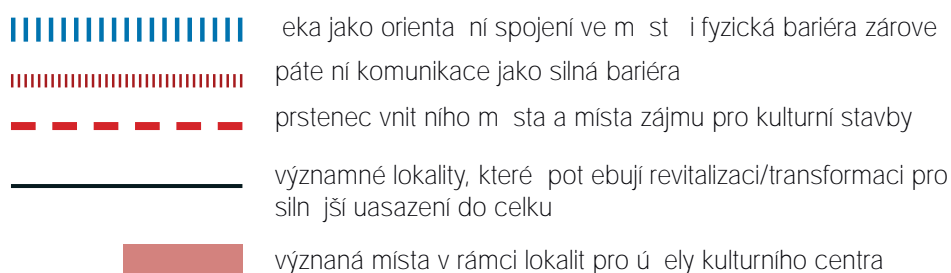 eka jako orienta ní spojení ve m st i fyzická bariéra zárove
páte ní komunikace jako silná bariéra
prstenec vnit ního m sta a místa zájmu pro kulturní stavby
významné lokality, které pot ebují revitalizaci/transformaci pro
siln jší uasazení do celku
význaná místa v rámci lokalit pro ú ely kulturního centra